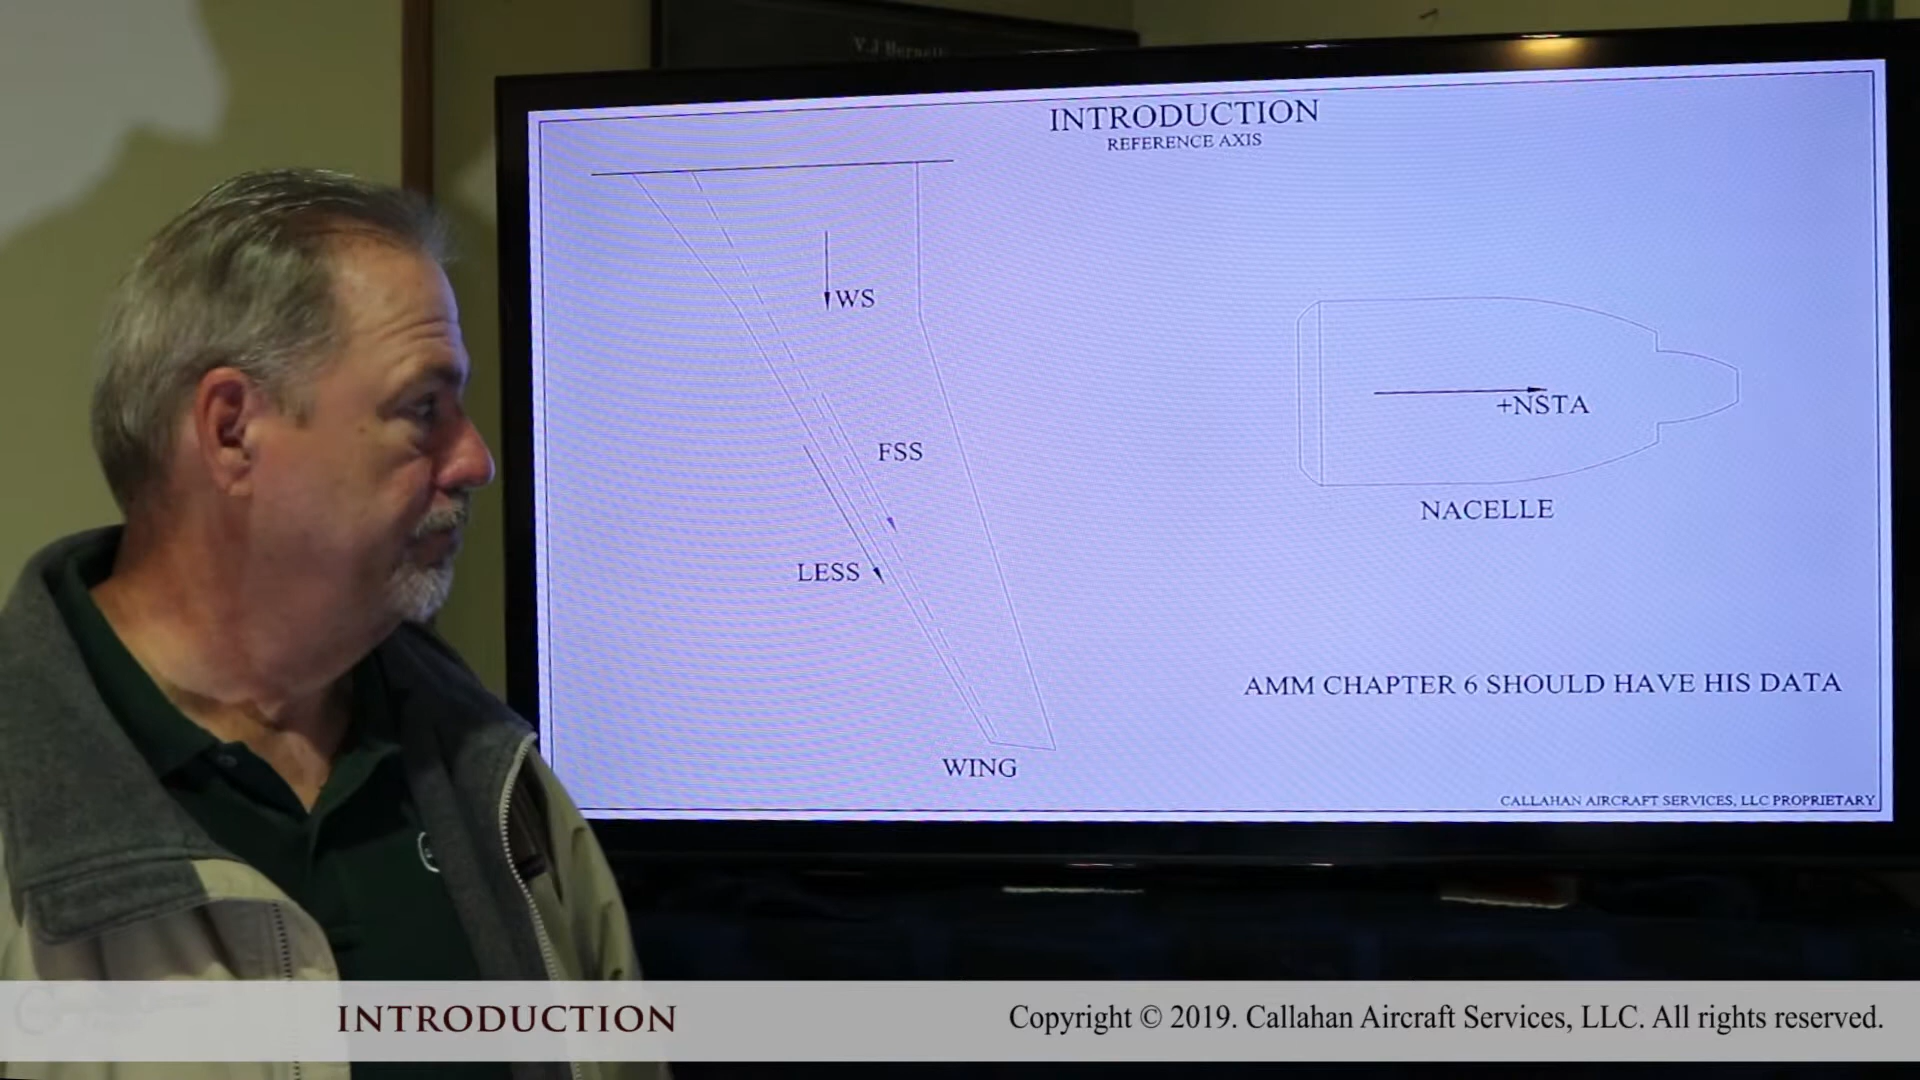 INTRODUCTION
REFERENCE AXIS
WS
FSS
LESS
WING
+NSTA
NACELLE
AMM CHAPTER 6 SHOULD HAVE HIS DATA
CALLAHAN AIRCRAFT SERVICES, LLC PROPRIETARY
INTRODUCTION
Copyright © 2019. Callahan Aircraft Services, LLC. All rights reserved.